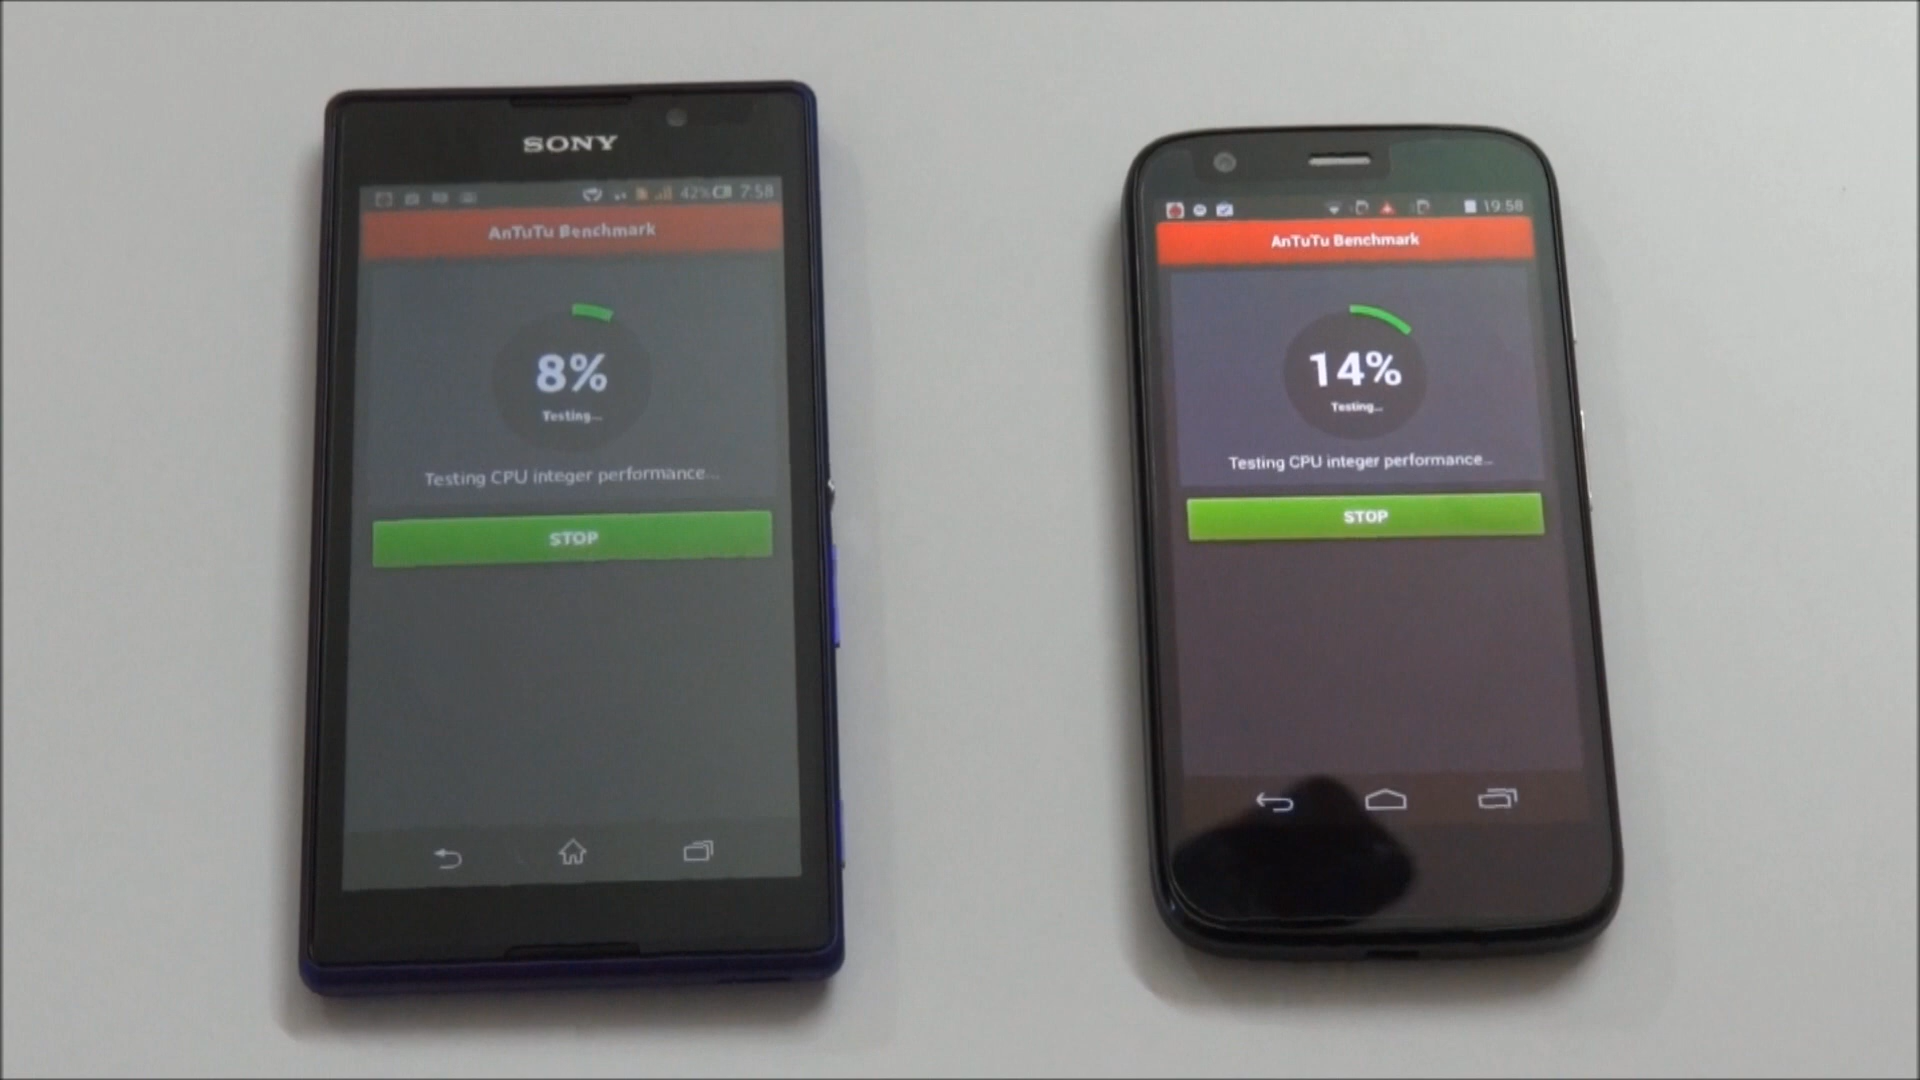 SONY
42% 7:58
AnTuTu Benchmark
8%
Testing...
Testing CPU integer performance...
STOP
19:58
AnTuTu Benchmark
14%
Testing...
Testing CPU integer performance...
STOP